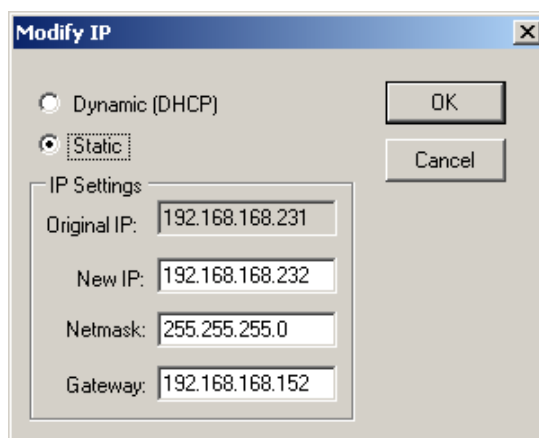 Modify IP
Dynamic (DHCP)
OK
Static
Cancel
IP Settings
Original IP: 192.168.168.231
New IP: 192.168.168.232
Netmask: 255.255.255.0
Gateway: 192.168.168.152